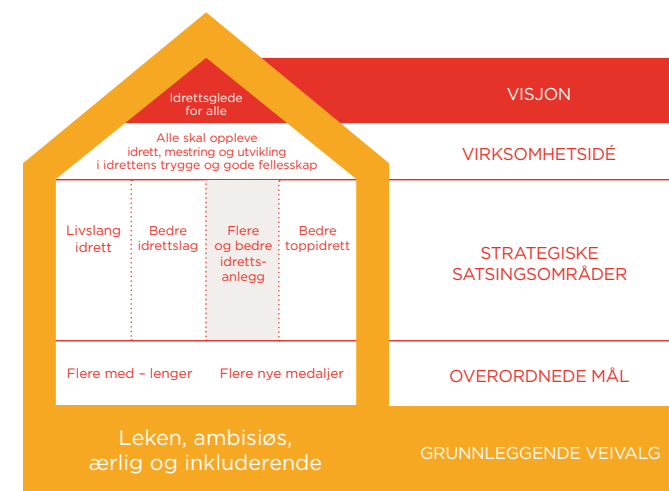 Idrettsglede
for alle
VISJON
Alle skal oppleve
idrett, mestring og utvikling
i idrettens trygge og gode fellesskap
VIRKSOMHETSIDÉ
Livslang
idrett
Bedre
idrettslag
Flere
og bedre
idretts-
anlegg
Bedre
toppidrett
STRATEGISKE
SATSINGSOMRÅDER
Flere med – lenger
Flere nye medaljer
OVERORDNEDE MÅL
Leken, ambisiøs,
ærlig og inkluderende
GRUNNLEGGENDE VEIVALG